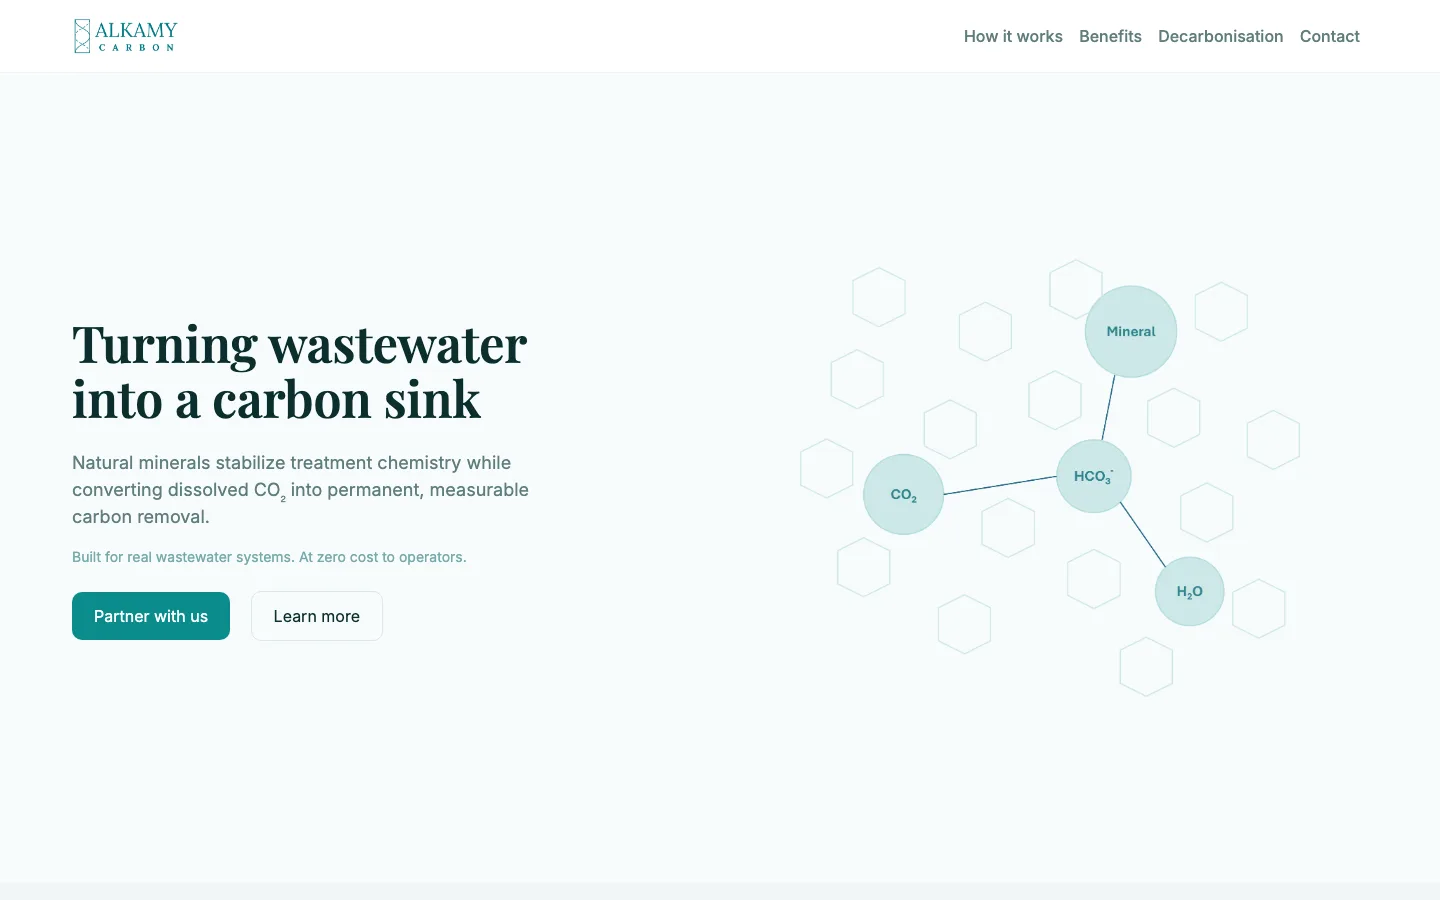 ALKAMY
CARBON
How it works Benefits Decarbonisation Contact
Turning wastewater
into a carbon sink
Natural minerals stabilize treatment chemistry while
converting dissolved CO₂ into permanent, measurable
carbon removal.
Built for real wastewater systems. At zero cost to operators.
Partner with us Learn more
Mineral
HCO₃⁻
CO₂
H₂O